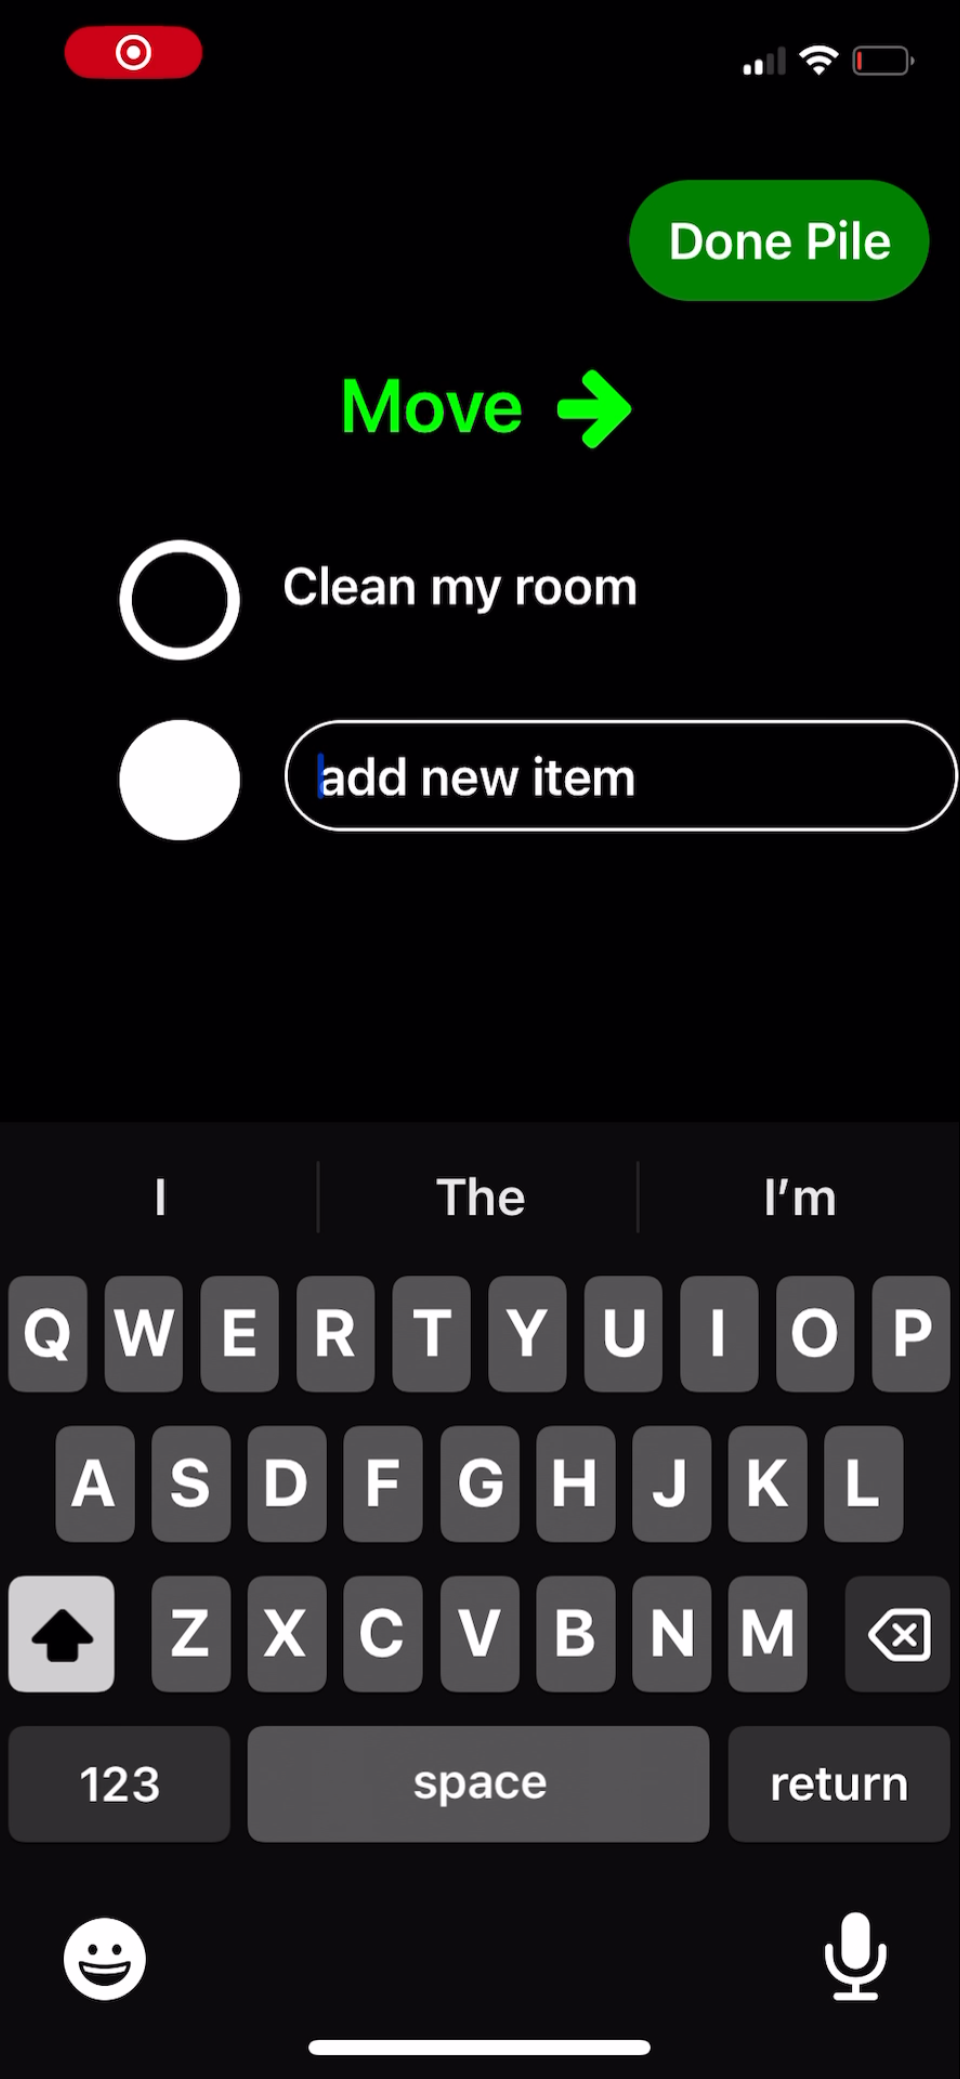 Done Pile
Move
Clean my room
add new item
I The I'm
Q W E R T Y U I O P
A S D F G H J K L
Z X C V B N M
123 space return